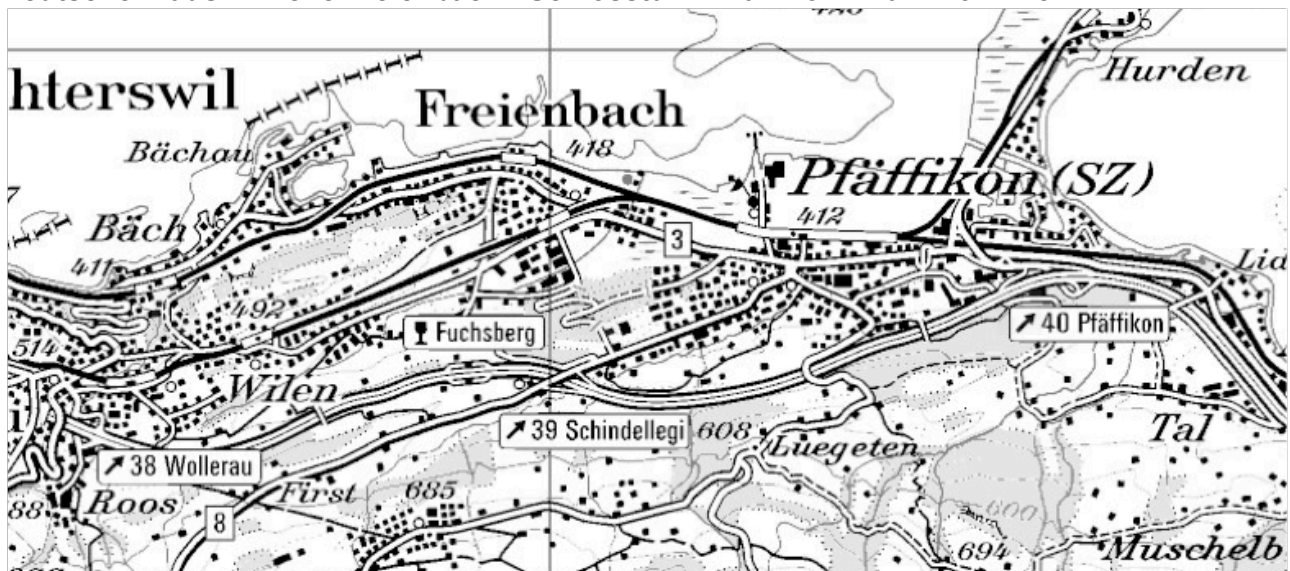 Hurden
hterswil
Freienbach
Bächau
418
Pfäffikon (SZ)
412
Bäch
3
411
492
40 Pfäffikon
514
Fuchsberg
Wilen
39 Schindellegi
608
Luegeten
Tal
38 Wollerau
Roos
First
685
88
8
600
694
Muschelb